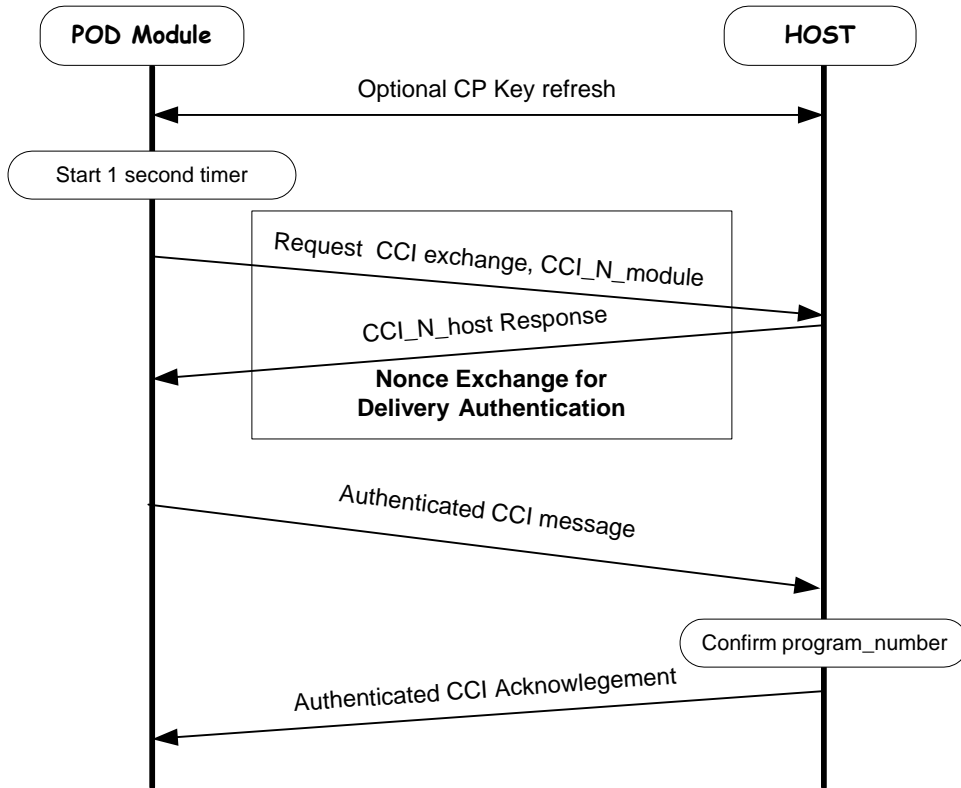 POD Module
HOST
Optional CP Key refresh
Start 1 second timer
Request CCI exchange, CCI_N_module
CCI_N_host Response
Nonce Exchange for
Delivery Authentication
Authenticated CCI message
Confirm program_number
Authenticated CCI Acknowlegement